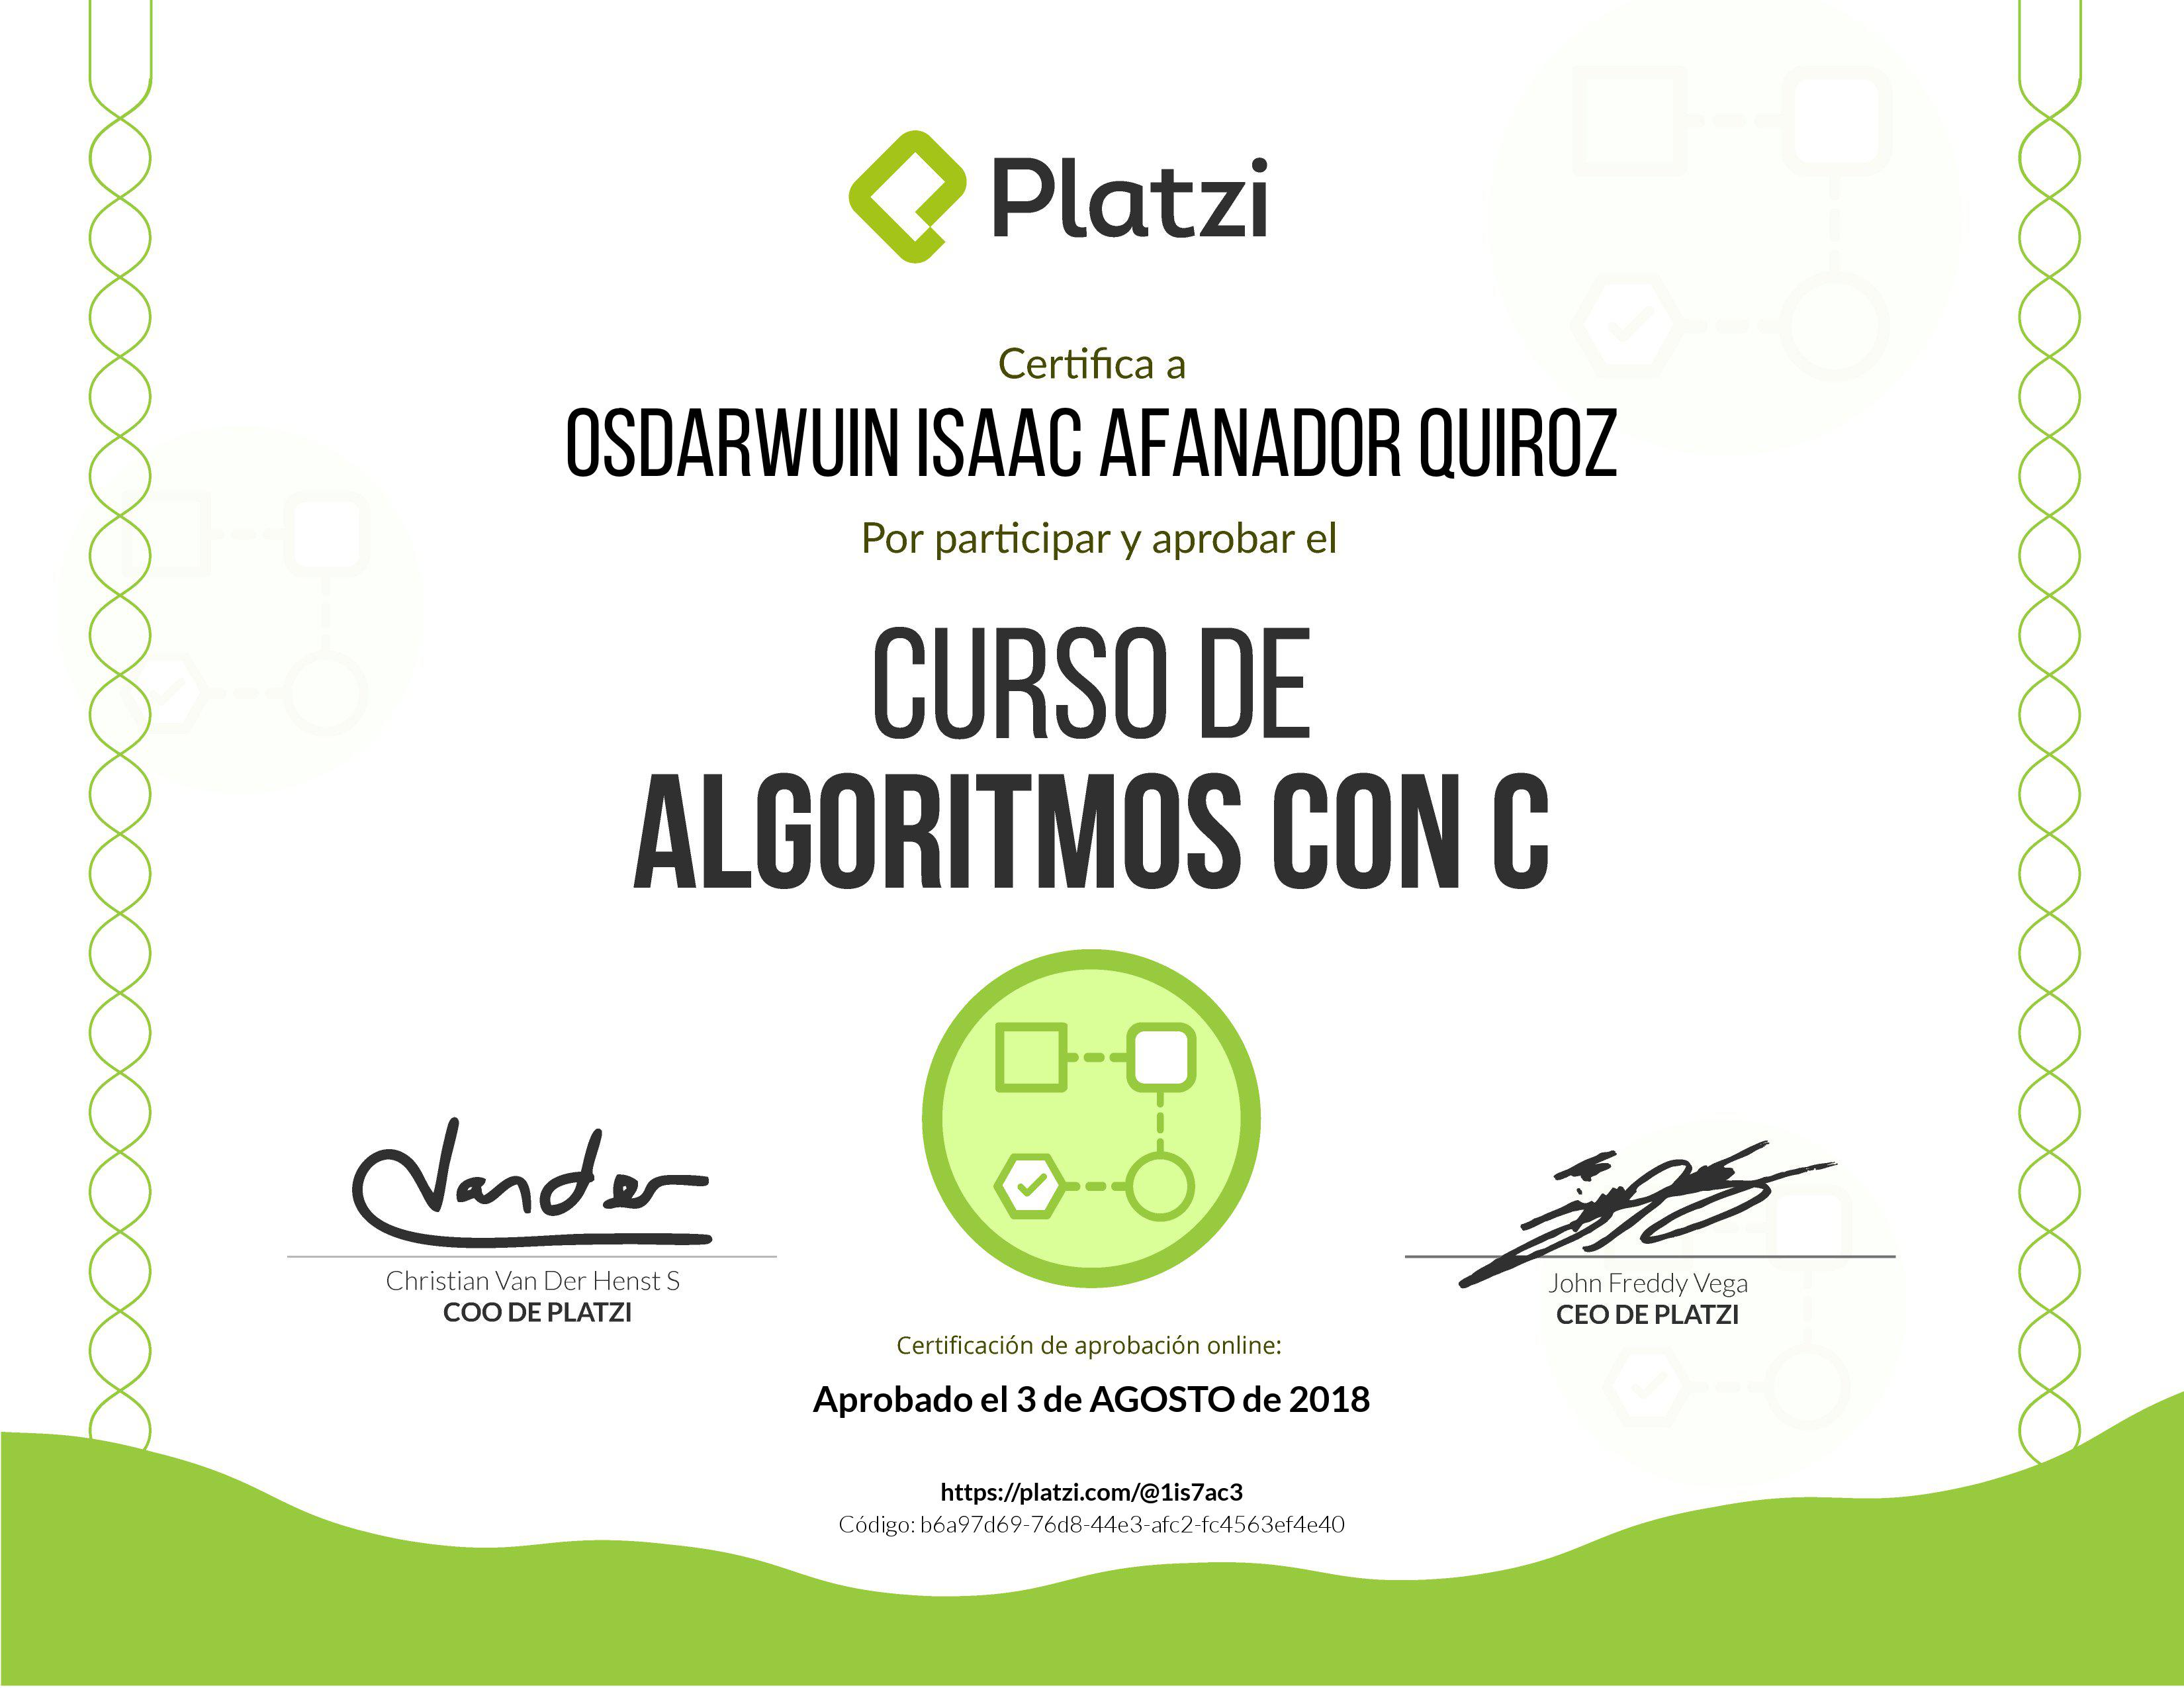 Platzi
Certifica a
OSDARWUIN ISAAC AFANADOR QUIROZ
Por participar y aprobar el
CURSO DE
ALGORITMOS CON C
Vander
Christian Van Der Henst S
COO DE PLATZI
John Freddy Vega
CEO DE PLATZI
Certificación de aprobación online:
Aprobado el 3 de AGOSTO de 2018
https://platzi.com/@1is7ac3
Código: b6a97d69-76d8-44e3-afc2-fc4563ef4e40